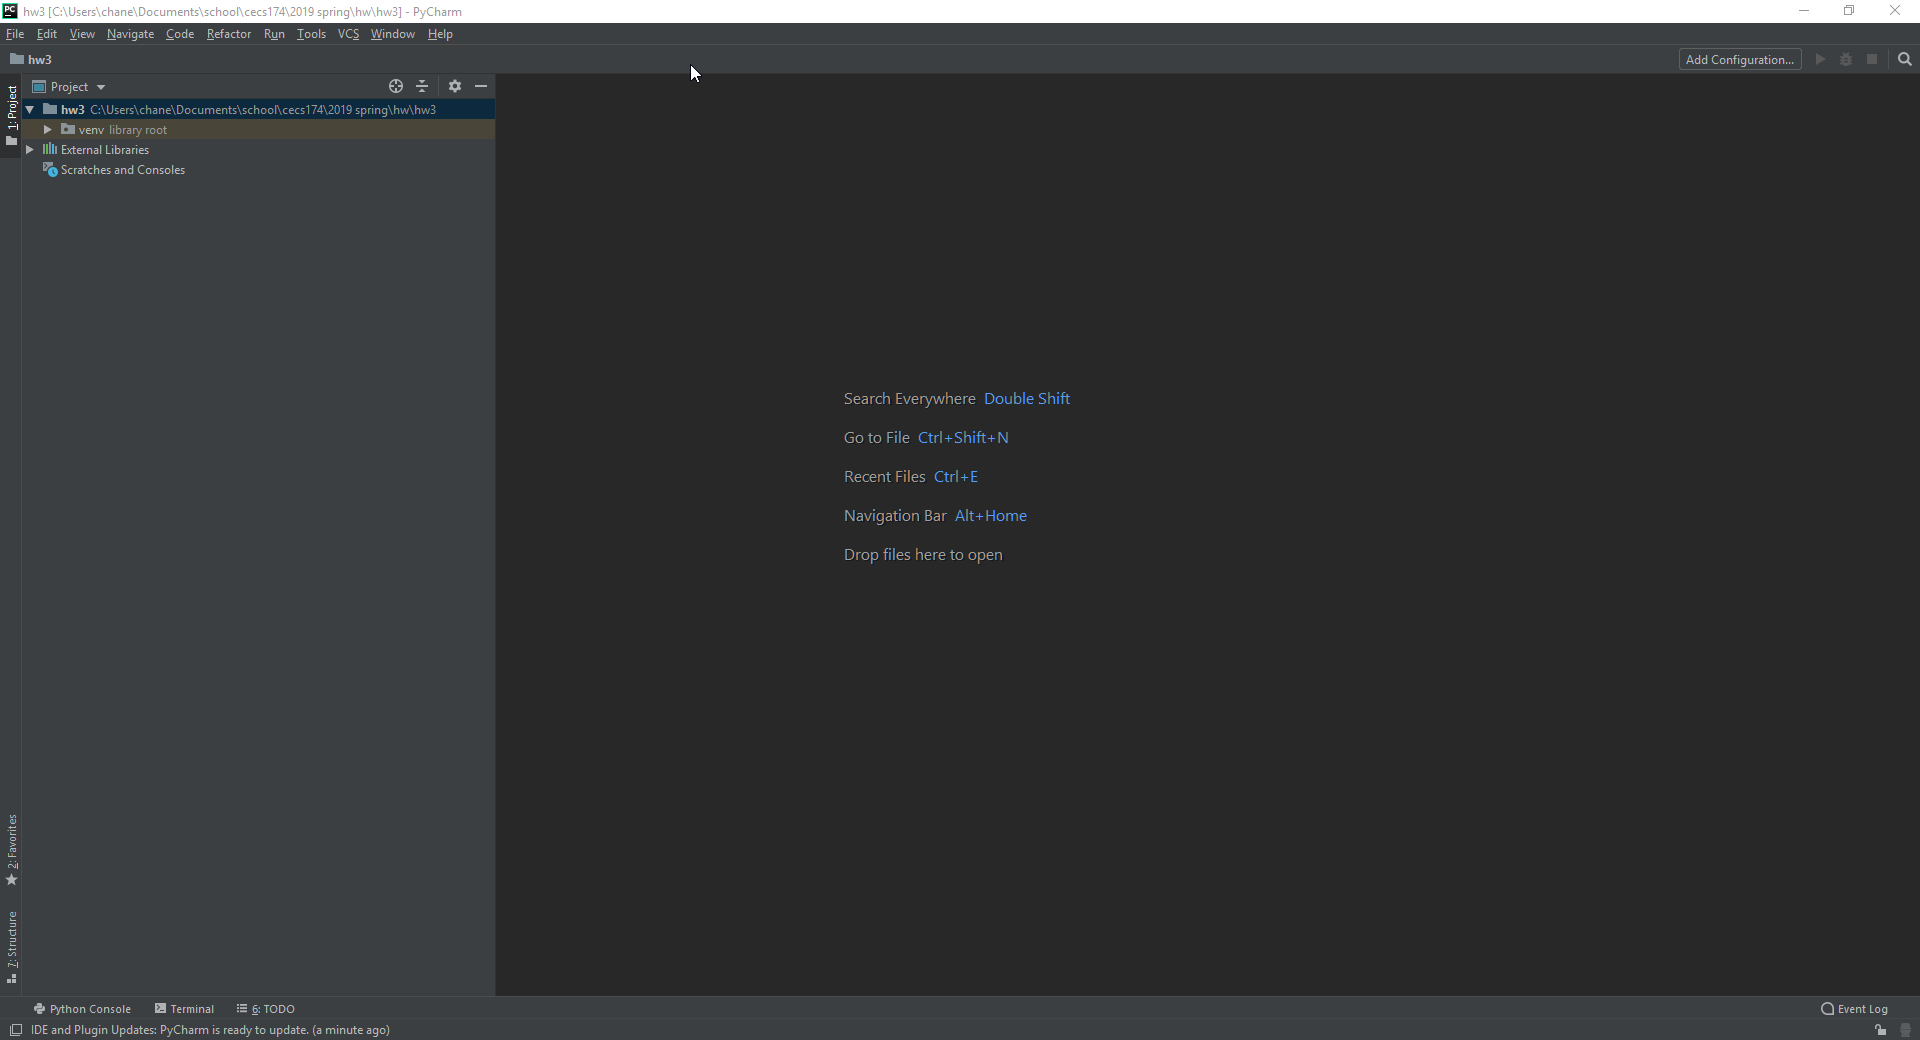 PC hw3 [C:\Users\chane\Documents\school\cecs174\2019 spring\hw\hw3] - PyCharm
File Edit View Navigate Code Refactor Run Tools VCS Window Help
hw3 Add Configuration...
1: Project
Project
hw3 C:\Users\chane\Documents\school\cecs174\2019 spring\hw\hw3
venv library root
External Libraries
Scratches and Consoles
Search Everywhere Double Shift
Go to File Ctrl+Shift+N
Recent Files Ctrl+E
Navigation Bar Alt+Home
Drop files here to open
2: Favorites
7: Structure
Python Console Terminal 6: TODO Event Log
IDE and Plugin Updates: PyCharm is ready to update. (a minute ago)